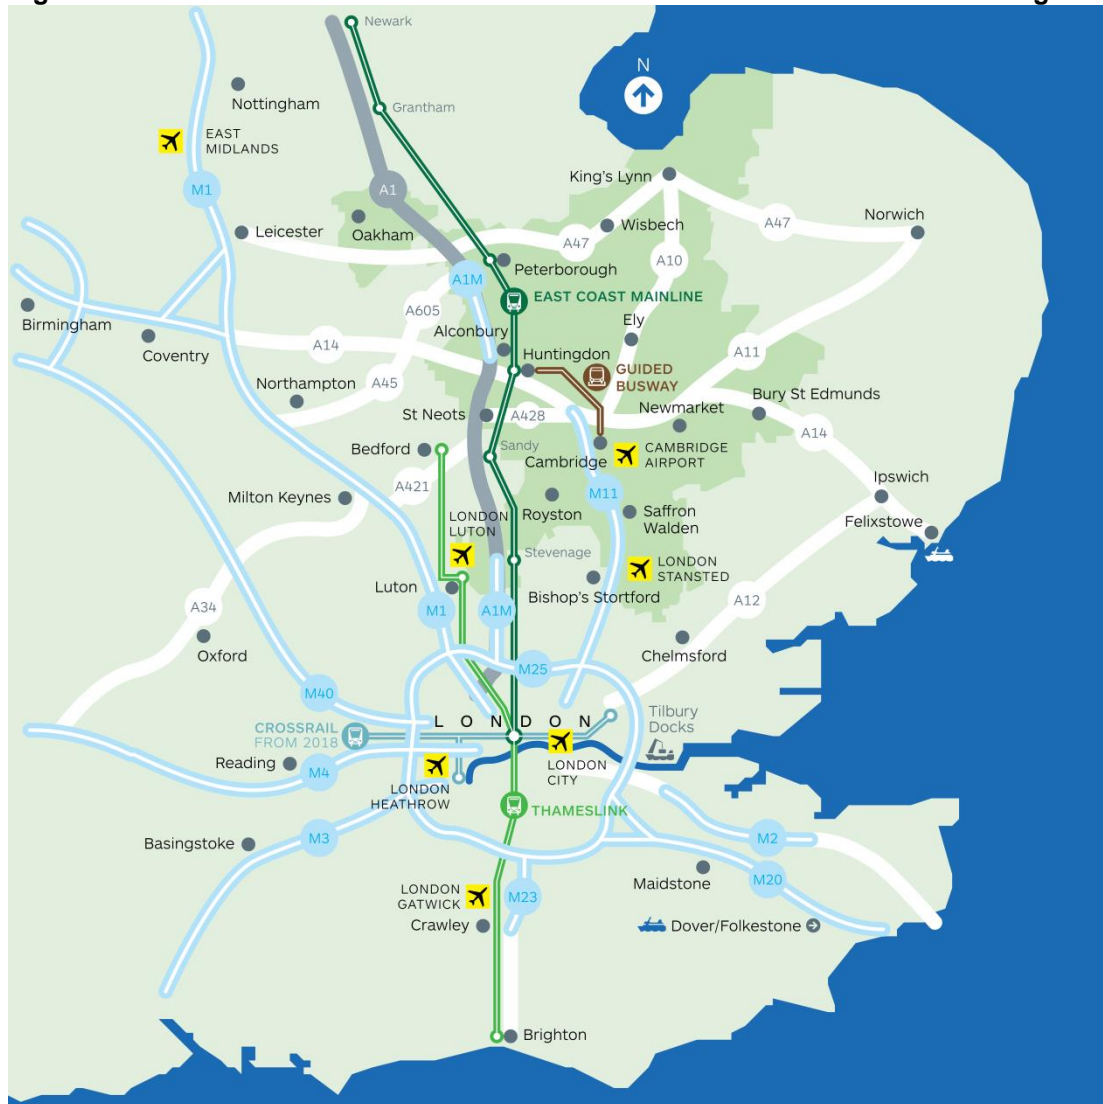 Newark
N
Nottingham
Grantham
EAST
MIDLANDS
M1
A1
King's Lynn
Oakham
Leicester
Wisbech
A47
A47
Norwich
Peterborough
A10
A1M
EAST COAST MAINLINE
Birmingham
A605
Alconbury
Ely
Coventry
A14
Huntingdon
A11
GUIDED
BUSWAY
Northampton
A45
St Neots
A428
Newmarket
Bury St Edmunds
Bedford
Sandy
Cambridge
CAMBRIDGE
AIRPORT
A14
Milton Keynes
A421
LONDON
LUTON
Royston
M11
Saffron
Walden
Ipswich
Felixstowe
Stevenage
LONDON
STANSTED
Luton
Bishop's Stortford
A34
M1
A1M
A12
Oxford
Chelmsford
M25
M40
CROSSRAIL
FROM 2018
LONDON
Tilbury
Docks
Reading
M4
LONDON
HEATHROW
LONDON
CITY
THAMESLINK
Basingstoke
M3
M2
Maidstone
M20
LONDON
GATWICK
M23
Crawley
Dover/Folkestone
Brighton